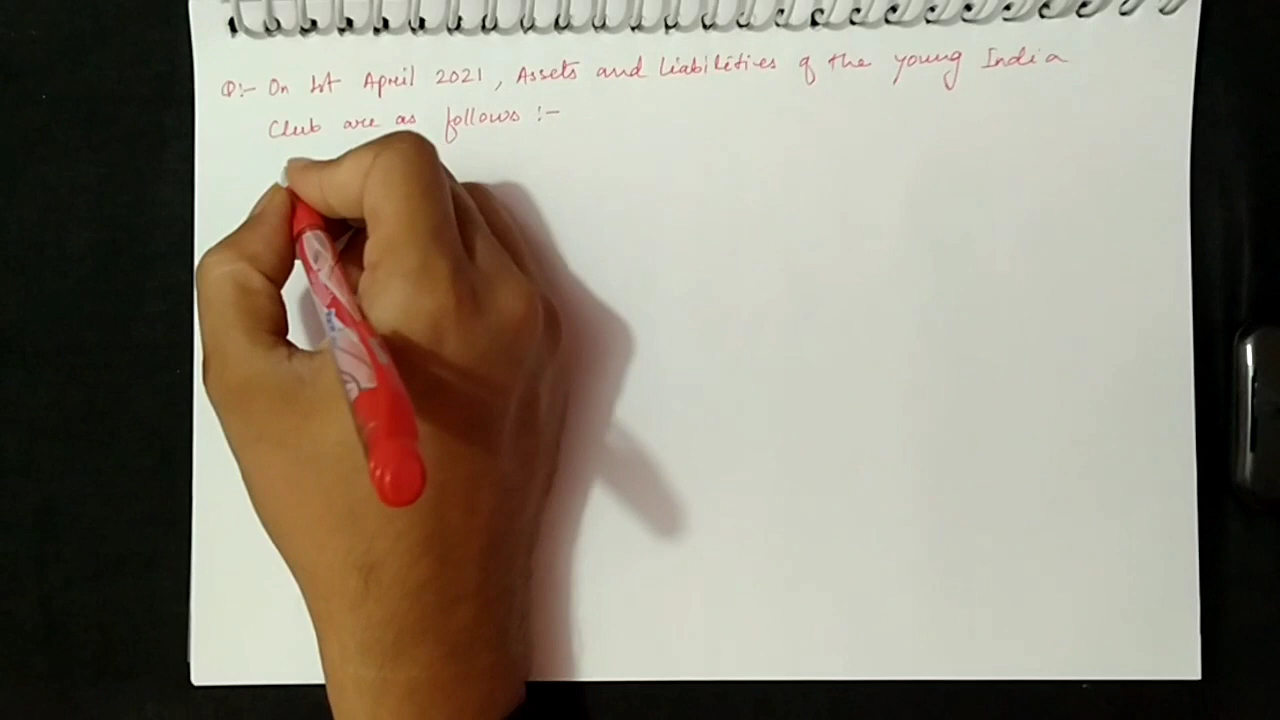 Q:- On 1st April 2021, Assets and Liabilities of the young India
Club are as follows :-